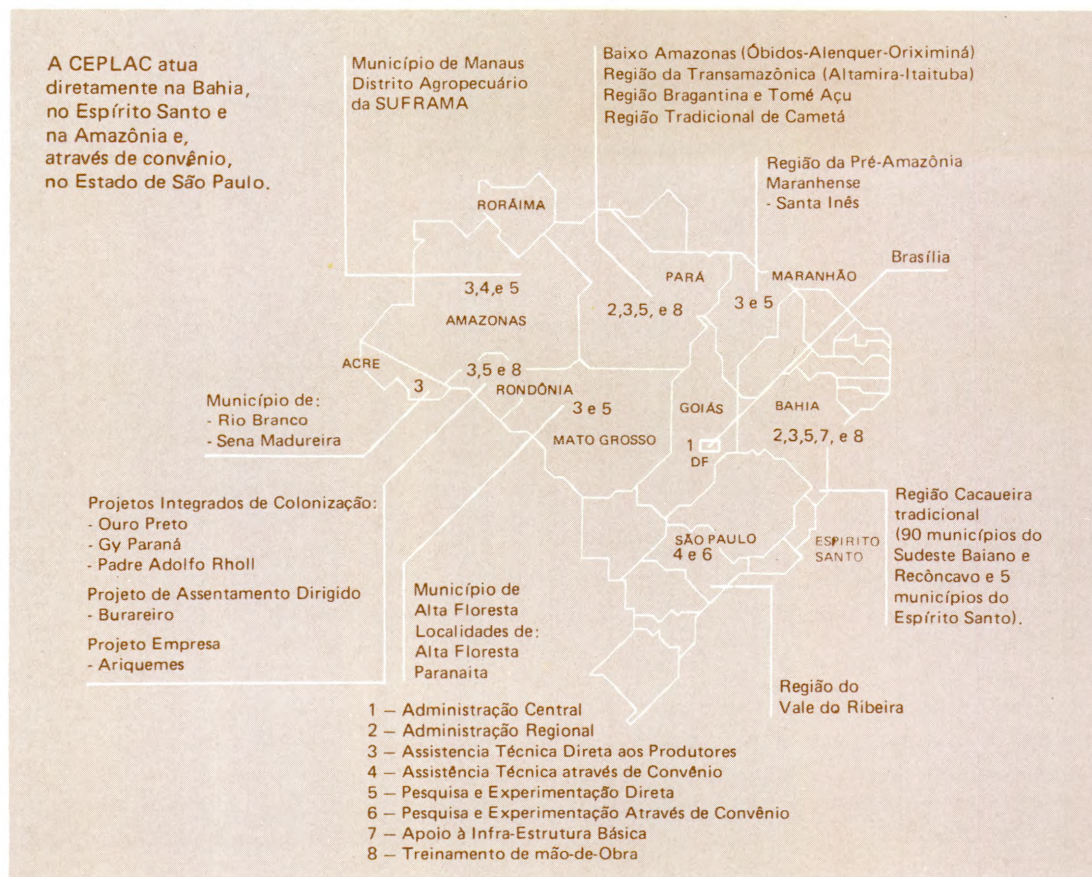 A CEPLAC atua
diretamente na Bahia,
no Espírito Santo e
na Amazônia e,
através de convênio,
no Estado de São Paulo.
Município de Manaus
Distrito Agropecuário
da SUFRAMA
Baixo Amazonas (Óbidos-Alenquer-Oriximiná)
Região da Transamazônica (Altamira-Itaituba)
Região Bragantina e Tomé Açu
Região Tradicional de Cametá
Região da Pré-Amazônia
Maranhense
- Santa Inês
Brasília
RORÂIMA
PARÁ
MARANHÃO
3,4,e 5
2,3,5, e 8
3 e 5
AMAZONAS
ACRE
3
3,5 e 8
RONDÔNIA
3 e 5
MATO GROSSO
GOIÁS
1
DF
BAHIA
2,3,5,7, e 8
SÃO PAULO
4 e 6
ESPIRITO
SANTO
Município de:
- Rio Branco
- Sena Madureira
Projetos Integrados de Colonização:
- Ouro Preto
- Gy Paraná
- Padre Adolfo Rholl
Projeto de Assentamento Dirigido
- Burareiro
Projeto Empresa
- Ariquemes
Município de
Alta Floresta
Localidades de:
Alta Floresta
Paranaita
Região Cacaueira
tradicional
(90 municípios do
Sudeste Baiano e
Recôncavo e 5
municípios do
Espírito Santo).
Região do
Vale do Ribeira
1 – Administração Central
2 – Administração Regional
3 – Assistencia Técnica Direta aos Produtores
4 – Assistência Técnica através de Convênio
5 – Pesquisa e Experimentação Direta
6 – Pesquisa e Experimentação Através de Convênio
7 – Apoio à Infra-Estrutura Básica
8 – Treinamento de mão-de-Obra